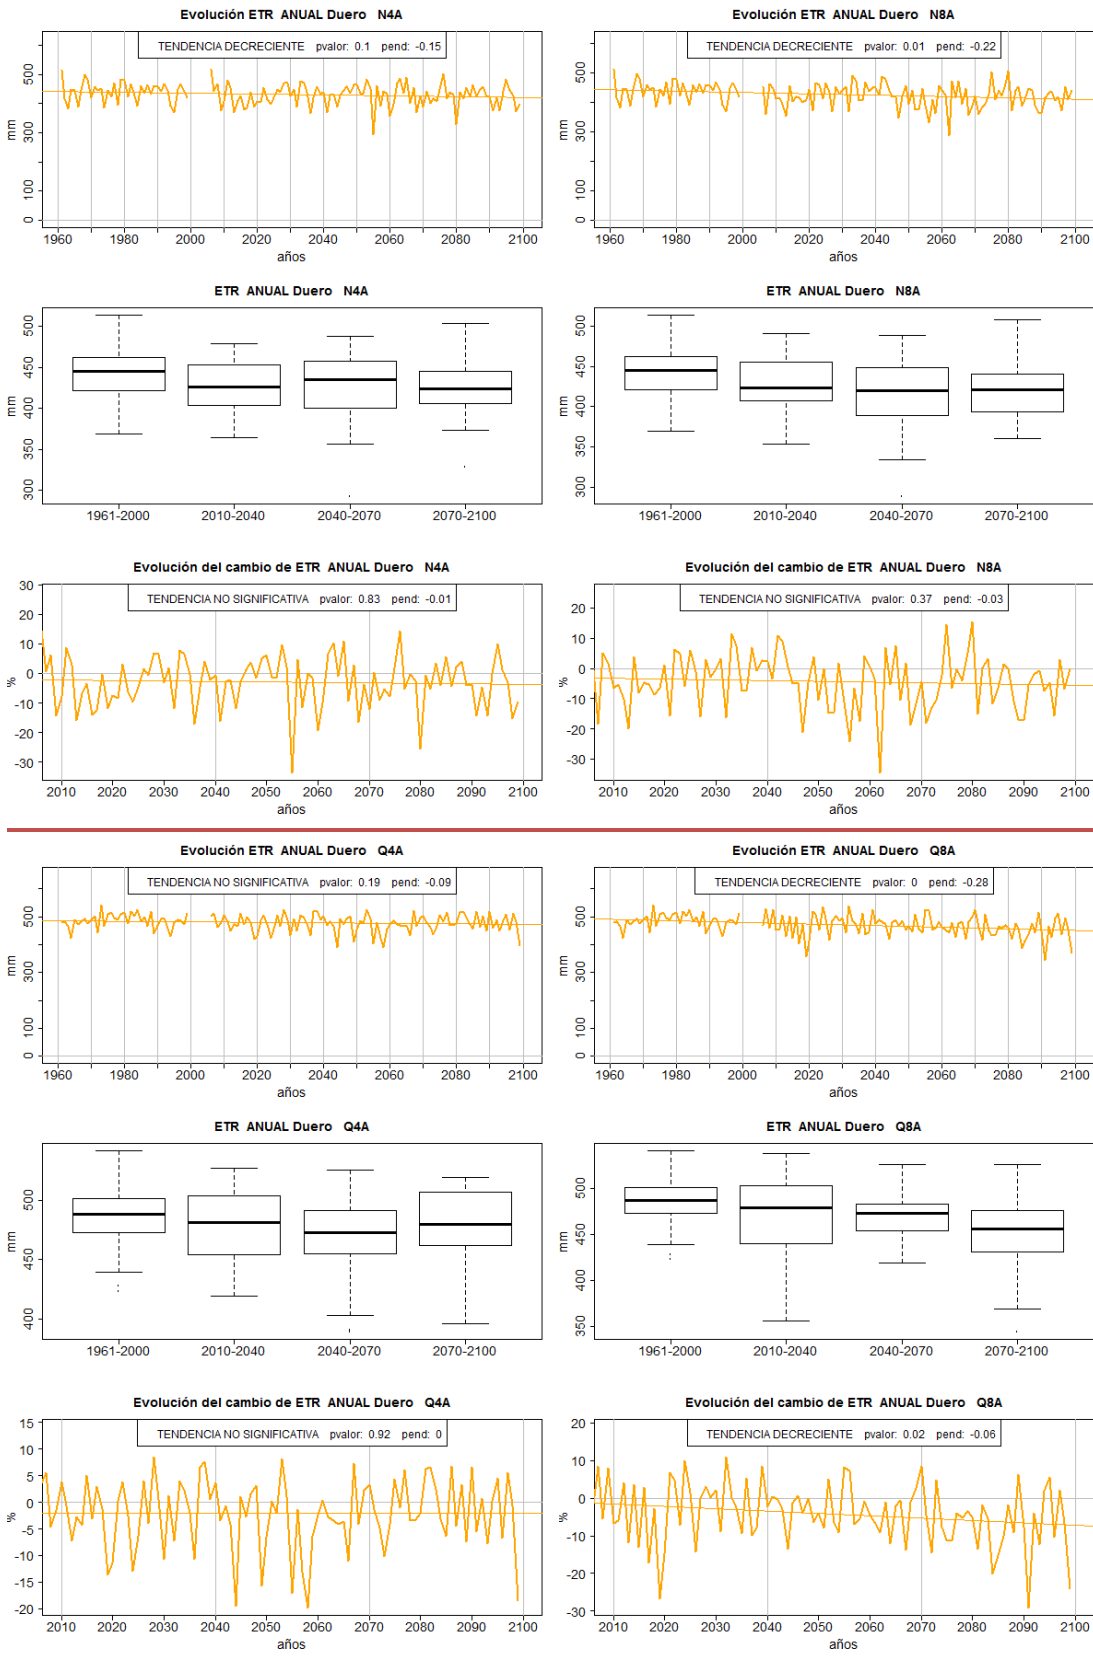 Evolución ETR ANUAL Duero N4A
TENDENCIA DECRECIENTE pvalor: 0.1 pend: -0.15
mm
500
300
100
0
1960 1980 2000 2020 2040 2060 2080 2100
años
Evolución ETR ANUAL Duero N8A
TENDENCIA DECRECIENTE pvalor: 0.01 pend: -0.22
mm
500
300
100
0
1960 1980 2000 2020 2040 2060 2080 2100
años
ETR ANUAL Duero N4A
mm
500
450
400
350
300
1961-2000 2010-2040 2040-2070 2070-2100
ETR ANUAL Duero N8A
mm
500
450
400
350
300
1961-2000 2010-2040 2040-2070 2070-2100
Evolución del cambio de ETR ANUAL Duero N4A
TENDENCIA NO SIGNIFICATIVA pvalor: 0.83 pend: -0.01
%
30
20
10
0
-10
-20
-30
2010 2020 2030 2040 2050 2060 2070 2080 2090 2100
años
Evolución del cambio de ETR ANUAL Duero N8A
TENDENCIA NO SIGNIFICATIVA pvalor: 0.37 pend: -0.03
%
20
10
0
-10
-20
-30
2010 2020 2030 2040 2050 2060 2070 2080 2090 2100
años
Evolución ETR ANUAL Duero Q4A
TENDENCIA NO SIGNIFICATIVA pvalor: 0.19 pend: -0.09
mm
500
300
100
0
1960 1980 2000 2020 2040 2060 2080 2100
años
Evolución ETR ANUAL Duero Q8A
TENDENCIA DECRECIENTE pvalor: 0 pend: -0.28
mm
500
300
100
0
1960 1980 2000 2020 2040 2060 2080 2100
años
ETR ANUAL Duero Q4A
mm
500
450
400
1961-2000 2010-2040 2040-2070 2070-2100
ETR ANUAL Duero Q8A
mm
500
450
400
350
1961-2000 2010-2040 2040-2070 2070-2100
Evolución del cambio de ETR ANUAL Duero Q4A
TENDENCIA NO SIGNIFICATIVA pvalor: 0.92 pend: 0
%
15
10
5
0
-5
-10
-15
-20
2010 2020 2030 2040 2050 2060 2070 2080 2090 2100
años
Evolución del cambio de ETR ANUAL Duero Q8A
TENDENCIA DECRECIENTE pvalor: 0.02 pend: -0.06
%
20
10
0
-10
-20
-30
2010 2020 2030 2040 2050 2060 2070 2080 2090 2100
años